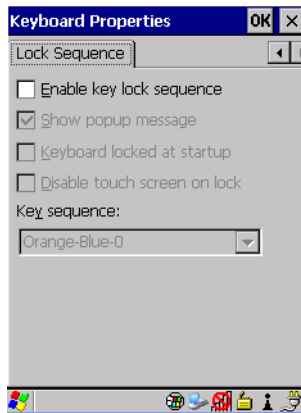 Keyboard Properties OK
Lock Sequence
Enable key lock sequence
Show popup message
Keyboard locked at startup
Disable touch screen on lock
Key sequence:
Orange-Blue-0